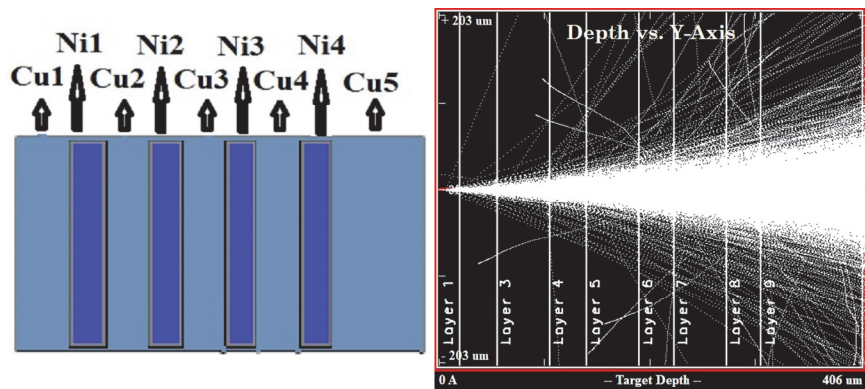 Ni1 Ni2 Ni3 Ni4
Cu1 Cu2 Cu3 Cu4 Cu5
+ 203 um
Depth vs. Y-Axis
Layer 1
Layer 3
Layer 4
Layer 5
Layer 6
Layer 7
Layer 8
Layer 9
- 203 um
0 A
-- Target Depth --
406 um